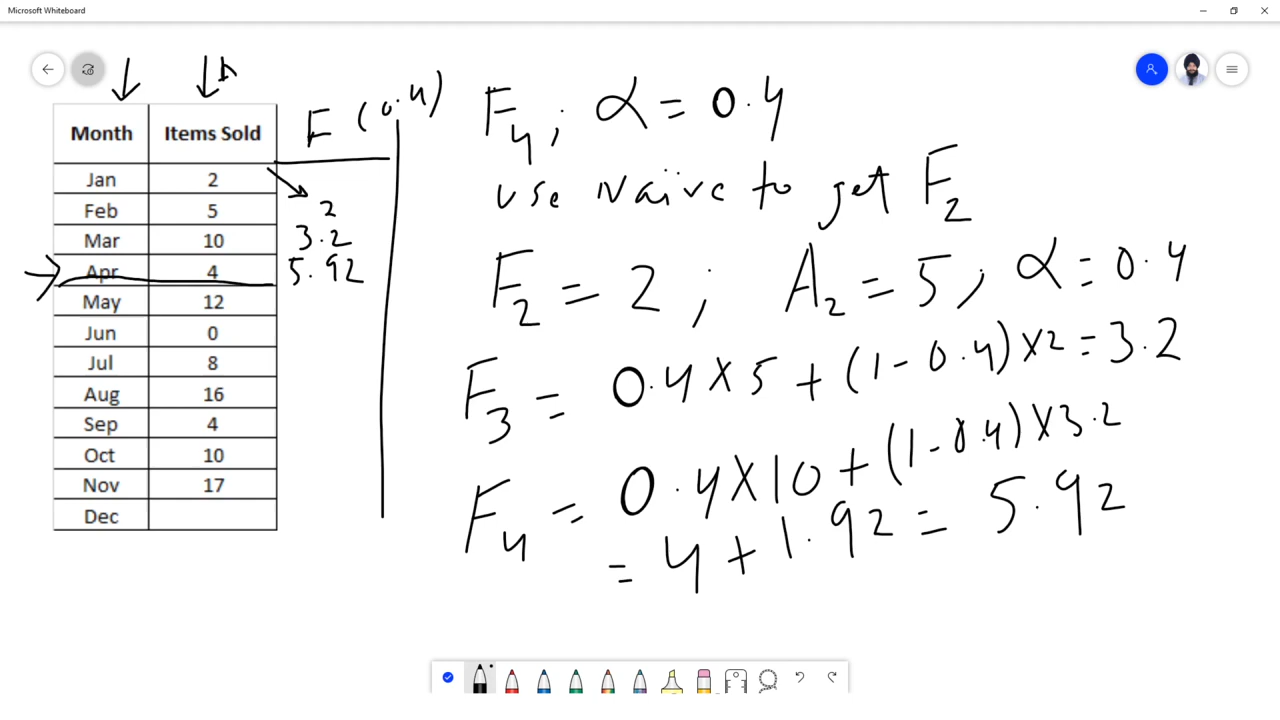 Microsoft Whiteboard
Month Items Sold F (0.4)
Jan 2
Feb 5 2
Mar 10 3.2
Apr 4 5.92
May 12
Jun 0
Jul 8
Aug 16
Sep 4
Oct 10
Nov 17
Dec
F4; α = 0.4
Use Naive to get F2
F2 = 2; A2 = 5; α = 0.4
F3 = 0.4 X 5 + (1 - 0.4) X 2 = 3.2
F4 = 0.4 X 10 + (1 - 0.4) X 3.2
= 4 + 1.92 = 5.92